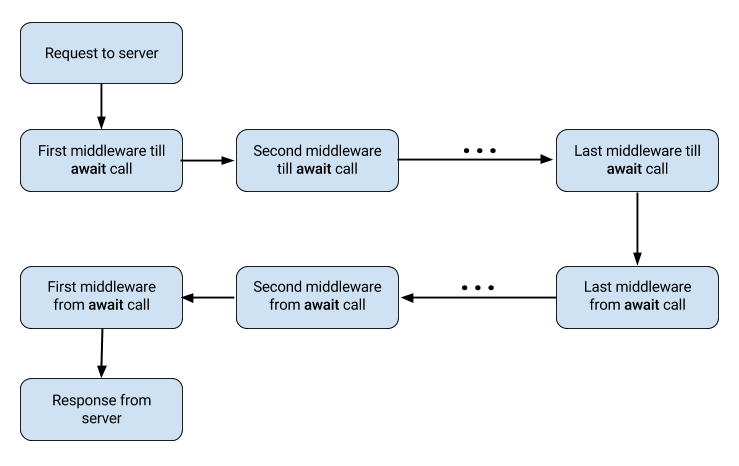 Request to server
First middleware till
await call
Second middleware
till await call
• • •
Last middleware till
await call
First middleware
from await call
Second middleware
from await call
• • •
Last middleware
from await call
Response from
server